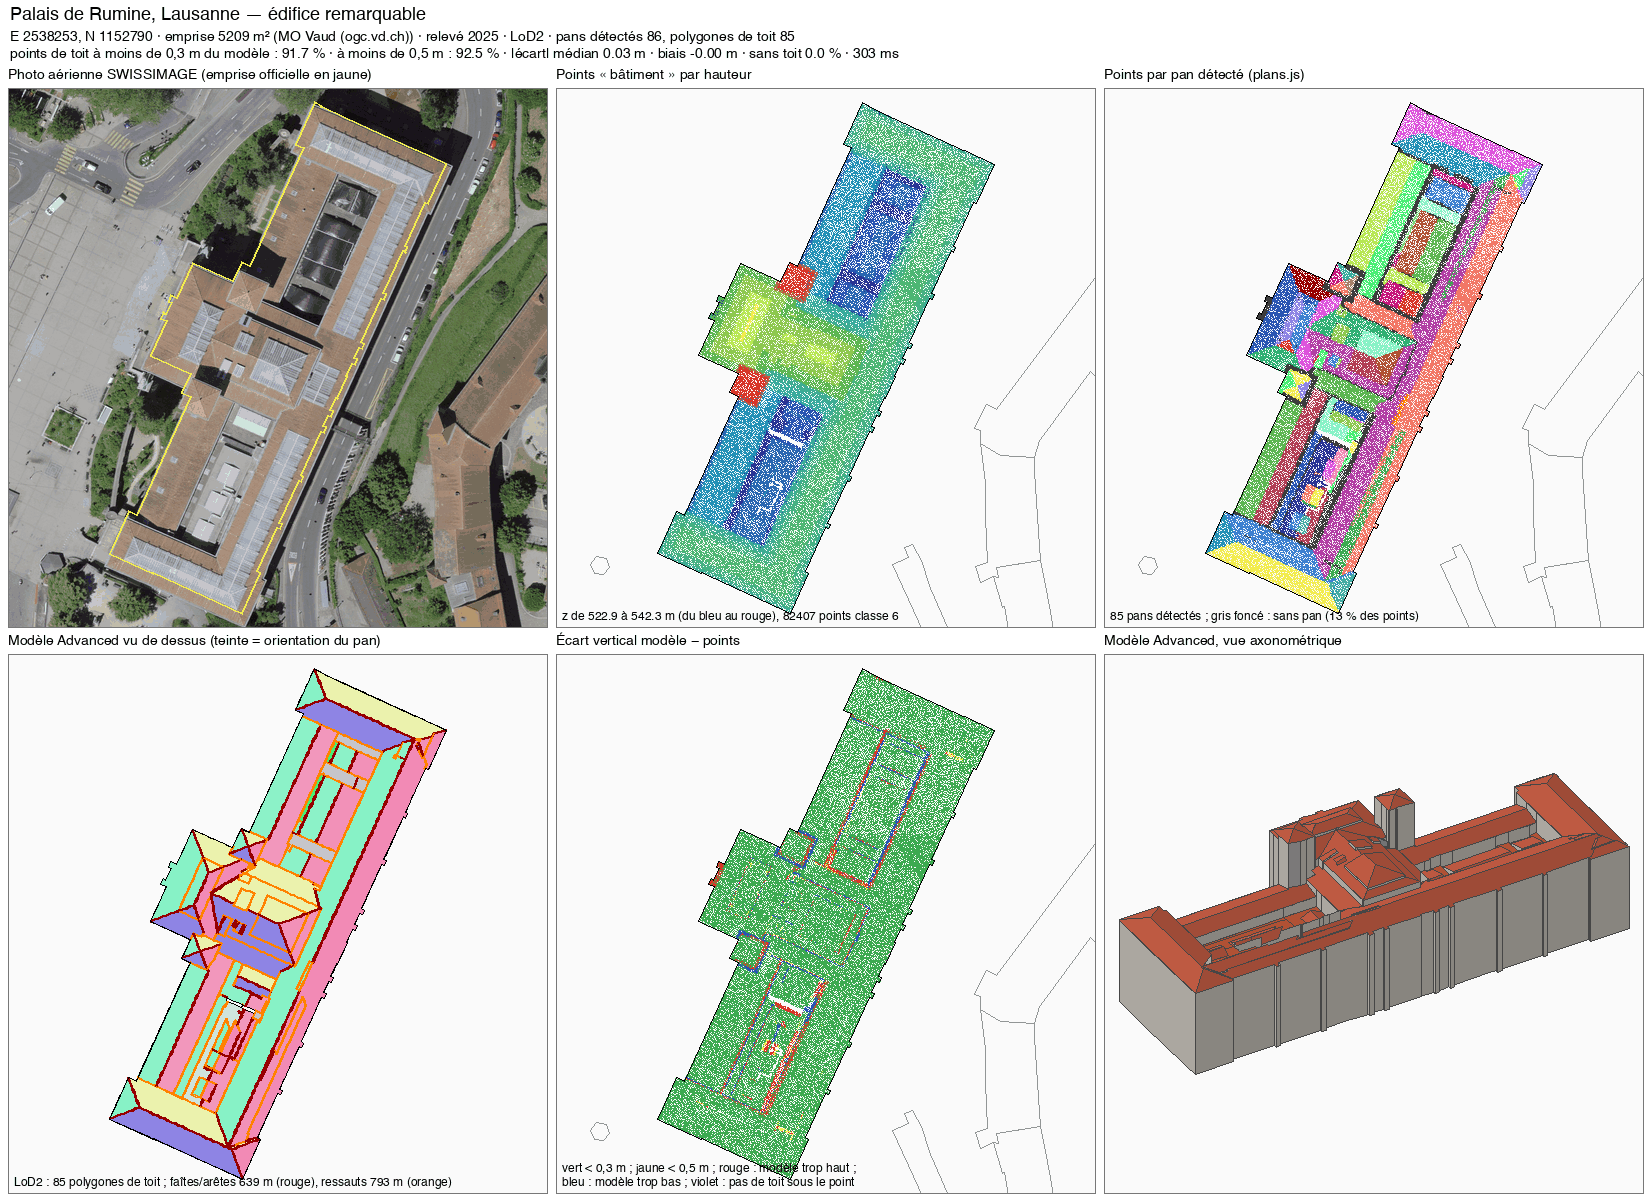 Palais de Rumine, Lausanne — édifice remarquable
E 2538253, N 1152790 · emprise 5209 m² (MO Vaud (ogc.vd.ch)) · relevé 2025 · LoD2 · pans détectés 86, polygones de toit 85
points de toit à moins de 0,3 m du modèle : 91.7 % · à moins de 0,5 m : 92.5 % · lécartl médian 0.03 m · biais -0.00 m · sans toit 0.0 % · 303 ms
Photo aérienne SWISSIMAGE (emprise officielle en jaune)
Points « bâtiment » par hauteur
Points par pan détecté (plans.js)
z de 522.9 à 542.3 m (du bleu au rouge), 82407 points classe 6
85 pans détectés ; gris foncé : sans pan (13 % des points)
Modèle Advanced vu de dessus (teinte = orientation du pan)
Écart vertical modèle – points
Modèle Advanced, vue axonométrique
LoD2 : 85 polygones de toit ; faîtes/arêtes 639 m (rouge), ressauts 793 m (orange)
vert < 0,3 m ; jaune < 0,5 m ; rouge : modèle trop haut ;
bleu : modèle trop bas ; violet : pas de toit sous le point